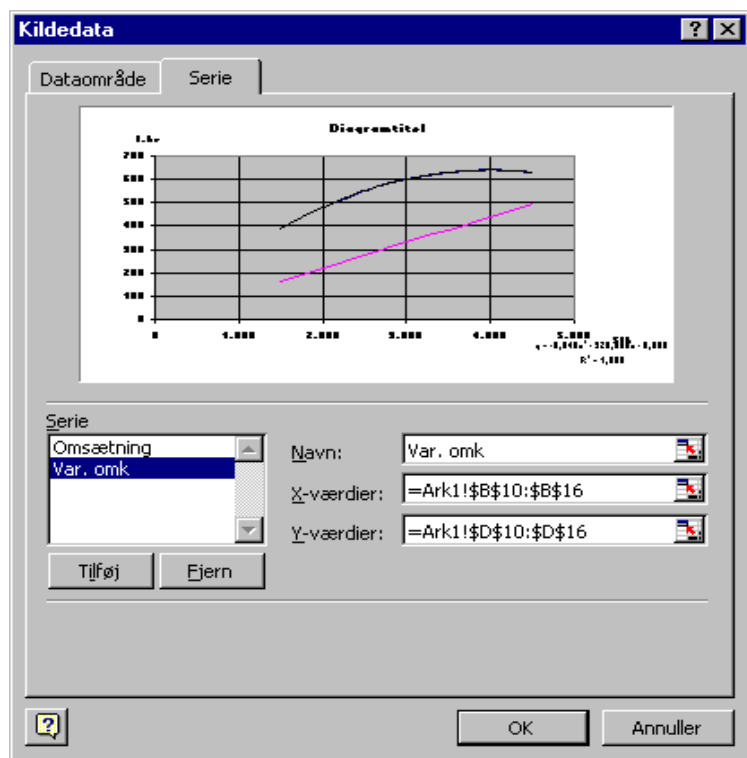 Kildedata
Dataområde Serie
Diagramtitel
t.kr
700
600
500
400
300
200
100
0
0 1.000 2.000 3.000 4.000 5.000
Serie
Omsætning
Var. omk
Navn: Var. omk
X-værdier: =Ark1!$B$10:$B$16
Y-værdier: =Ark1!$D$10:$D$16
Tilføj Fjern
OK Annuller